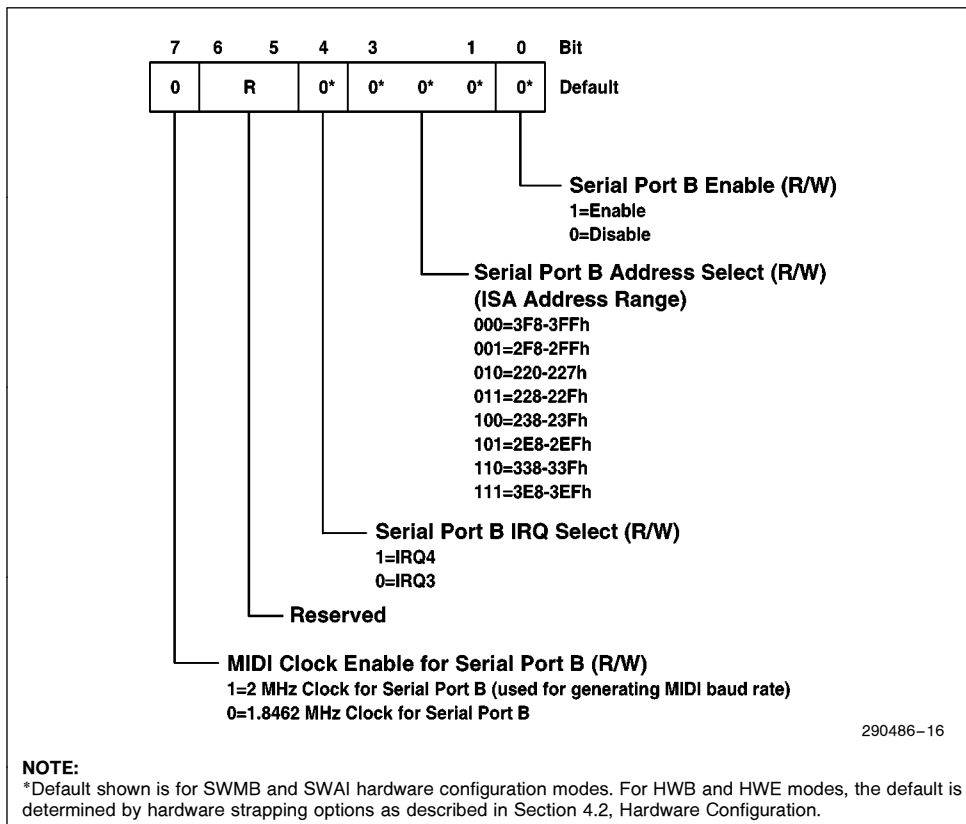 7 6 5 4 3 1 0 Bit
0 R 0* 0* 0* 0* 0* Default
Serial Port B Enable (R/W)
1=Enable
0=Disable
Serial Port B Address Select (R/W)
(ISA Address Range)
000=3F8-3FFh
001=2F8-2FFh
010=220-227h
011=228-22Fh
100=238-23Fh
101=2E8-2EFh
110=338-33Fh
111=3E8-3EFh
Serial Port B IRQ Select (R/W)
1=IRQ4
0=IRQ3
Reserved
MIDI Clock Enable for Serial Port B (R/W)
1=2 MHz Clock for Serial Port B (used for generating MIDI baud rate)
0=1.8462 MHz Clock for Serial Port B
290486–16
NOTE:
*Default shown is for SWMB and SWAI hardware configuration modes. For HWB and HWE modes, the default is
determined by hardware strapping options as described in Section 4.2, Hardware Configuration.